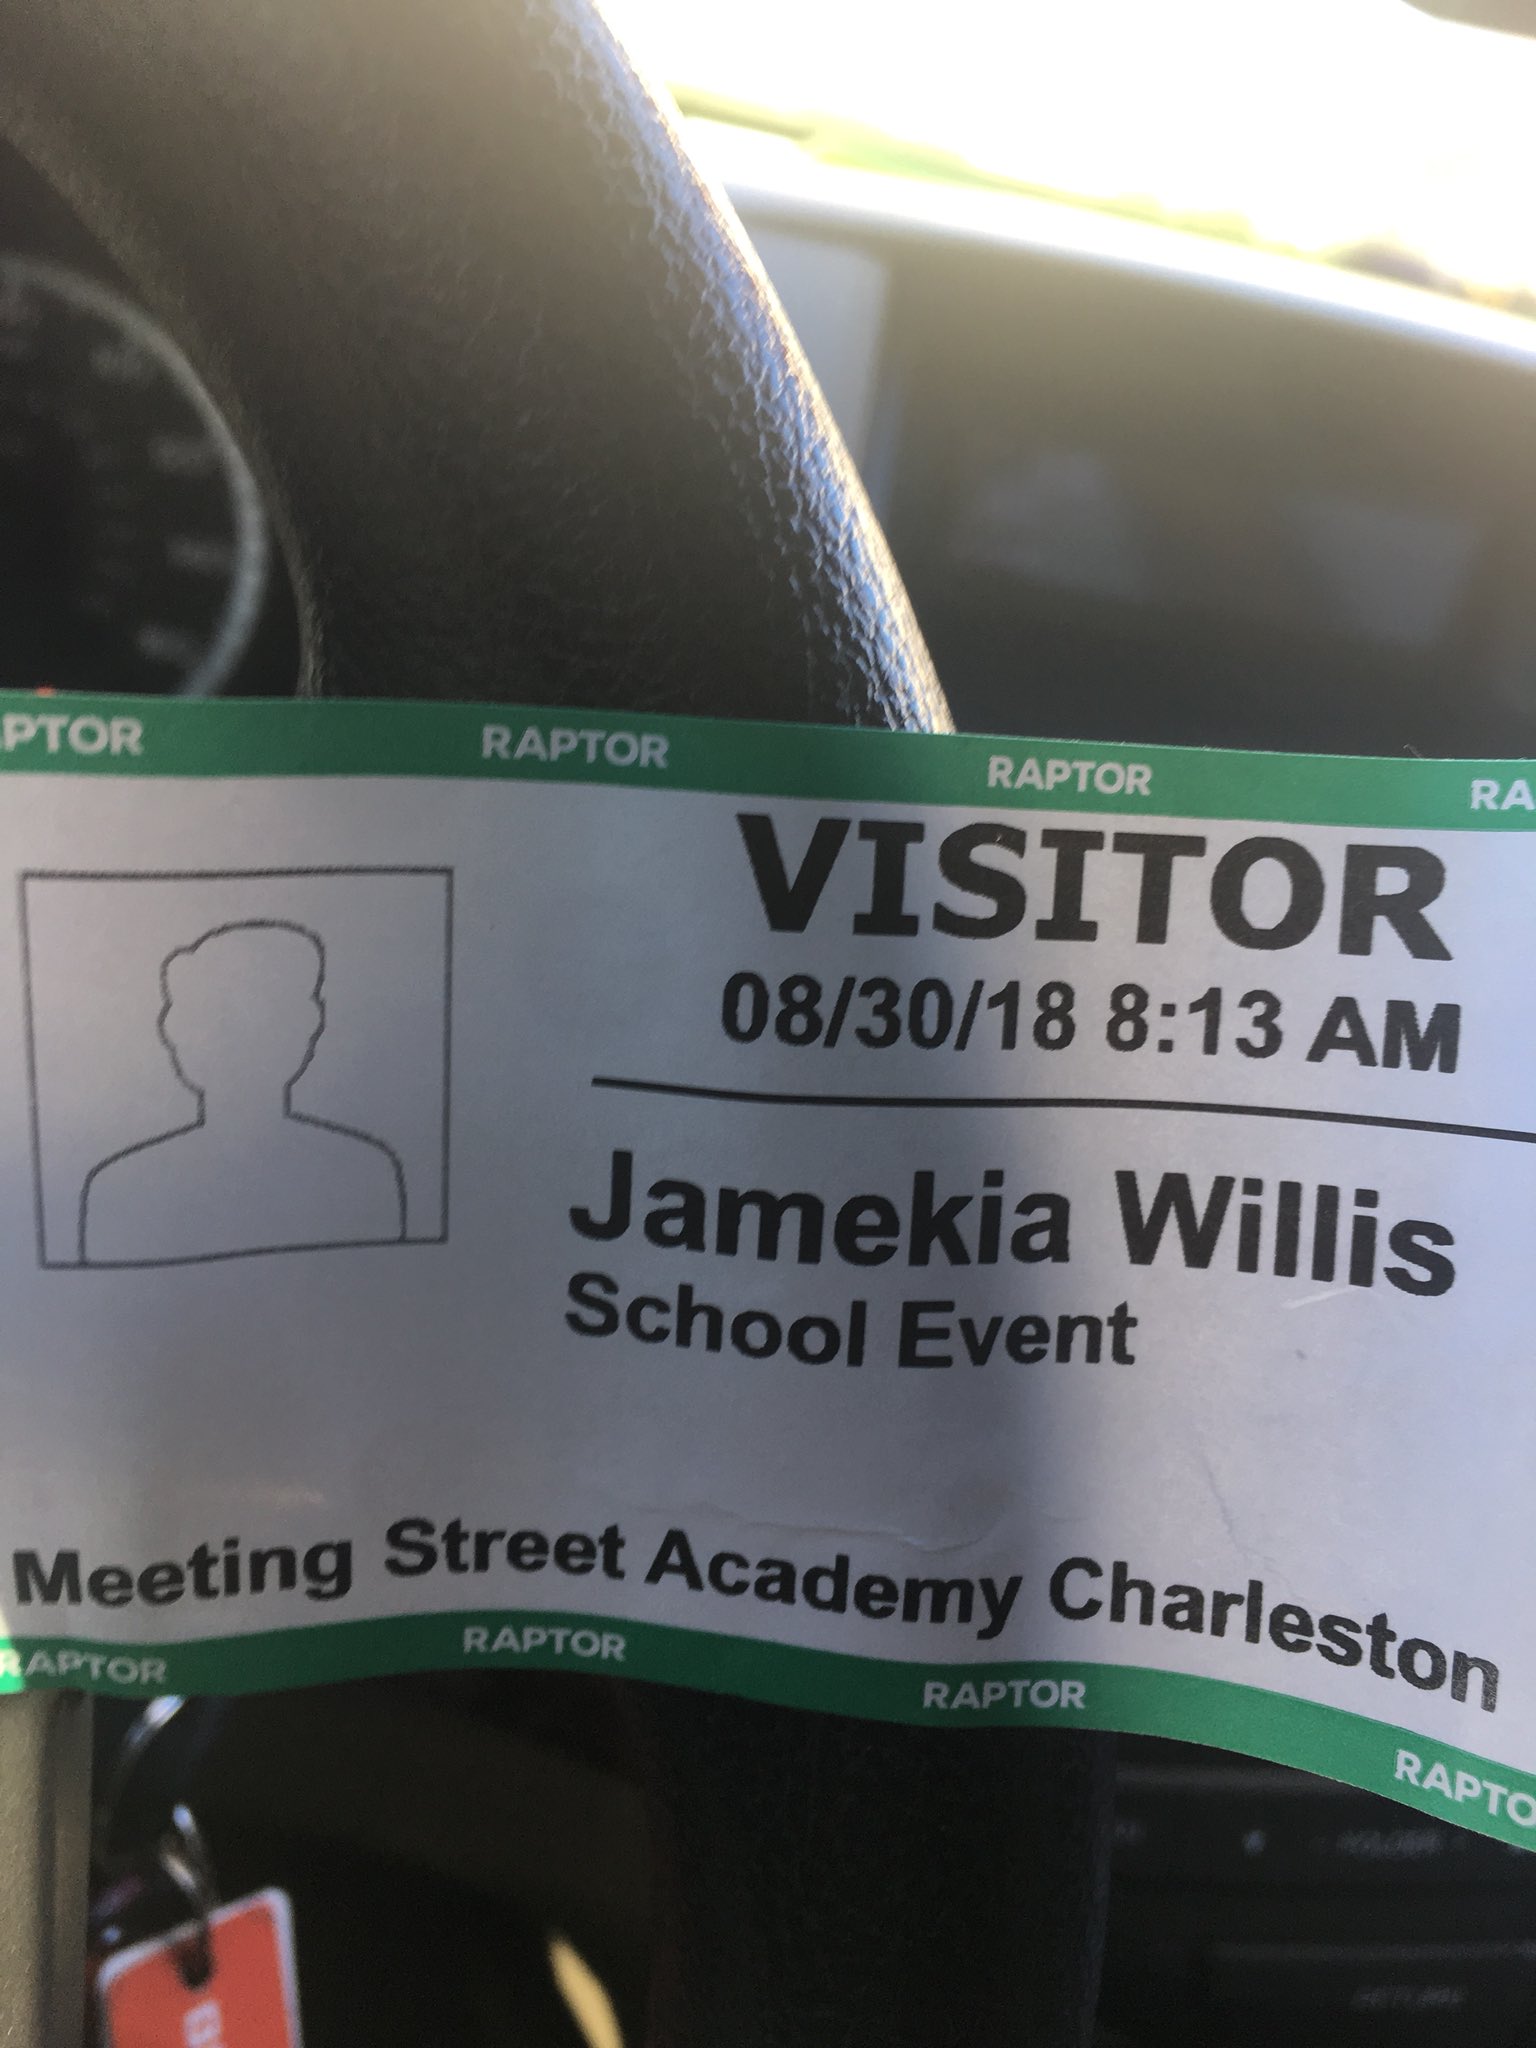 PTOR RAPTOR RAPTOR RA
VISITOR
08/30/18 8:13 AM
Jamekia Willis
School Event
Meeting Street Academy Charleston
RAPTOR RAPTOR RAPTOR RAPTO